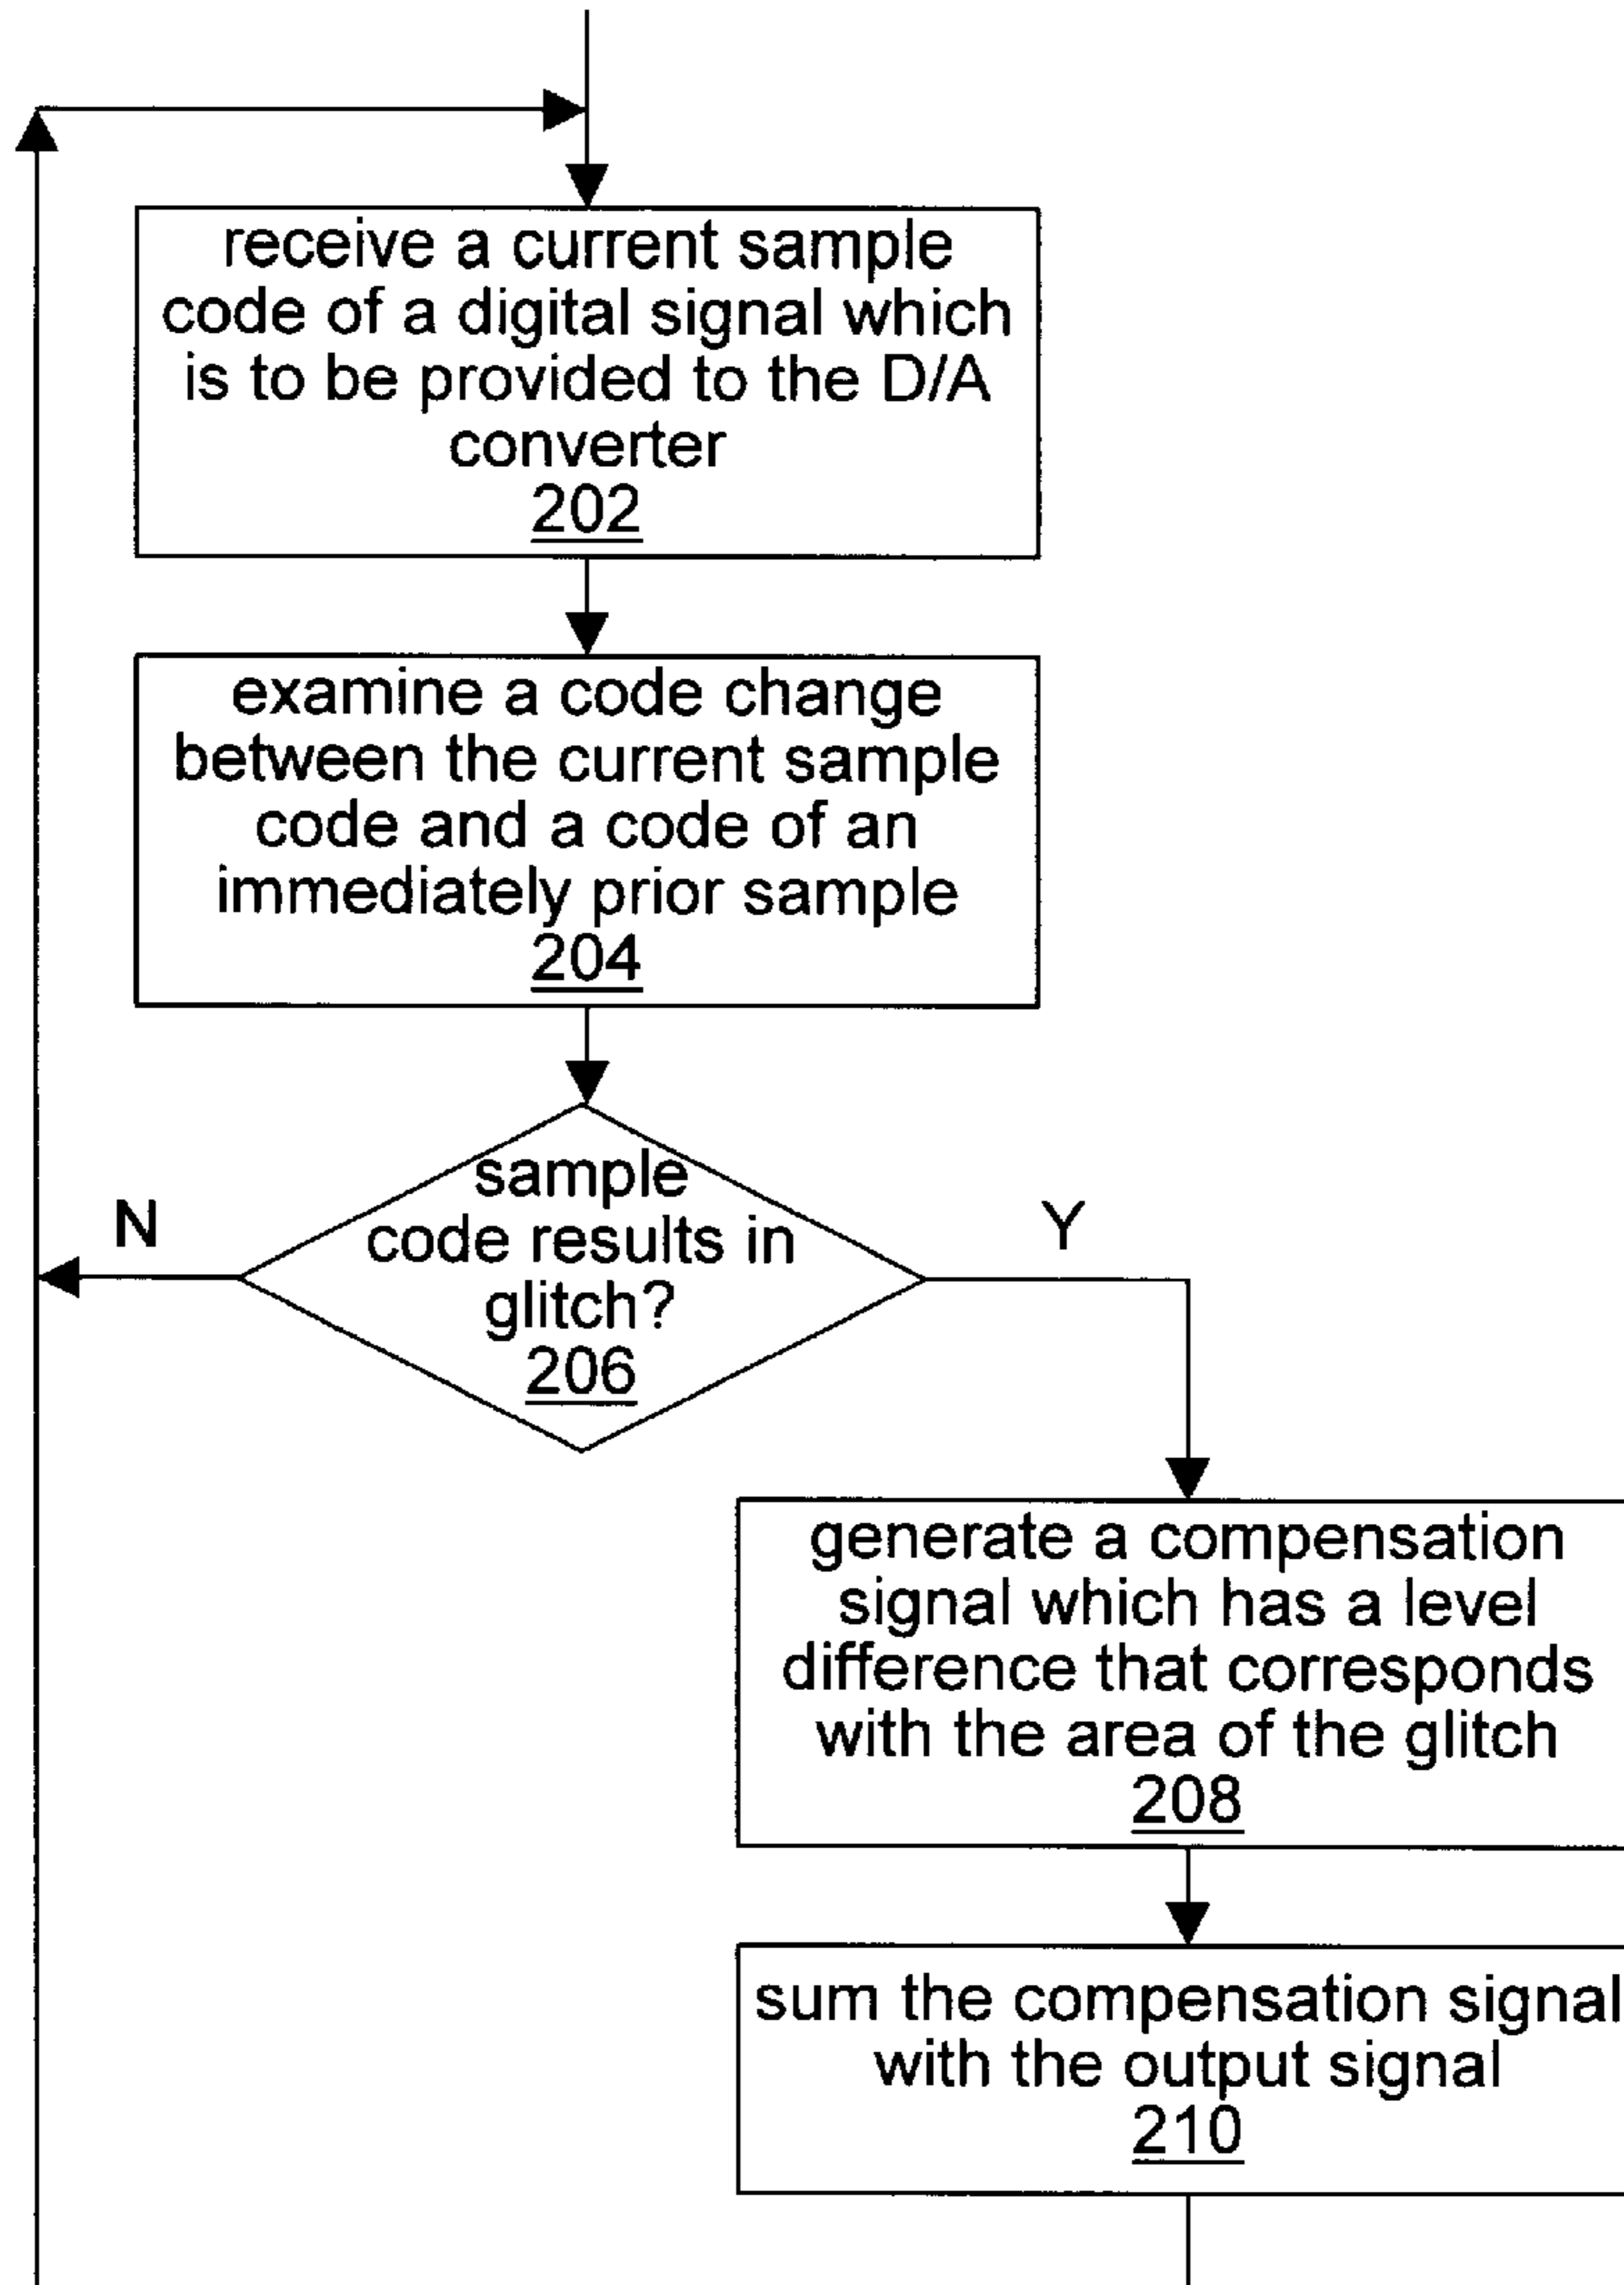 receive a current sample
code of a digital signal which
is to be provided to the D/A
converter
202
examine a code change
between the current sample
code and a code of an
immediately prior sample
204
sample
code results in
glitch?
206
N
Y
generate a compensation
signal which has a level
difference that corresponds
with the area of the glitch
208
sum the compensation signal
with the output signal
210